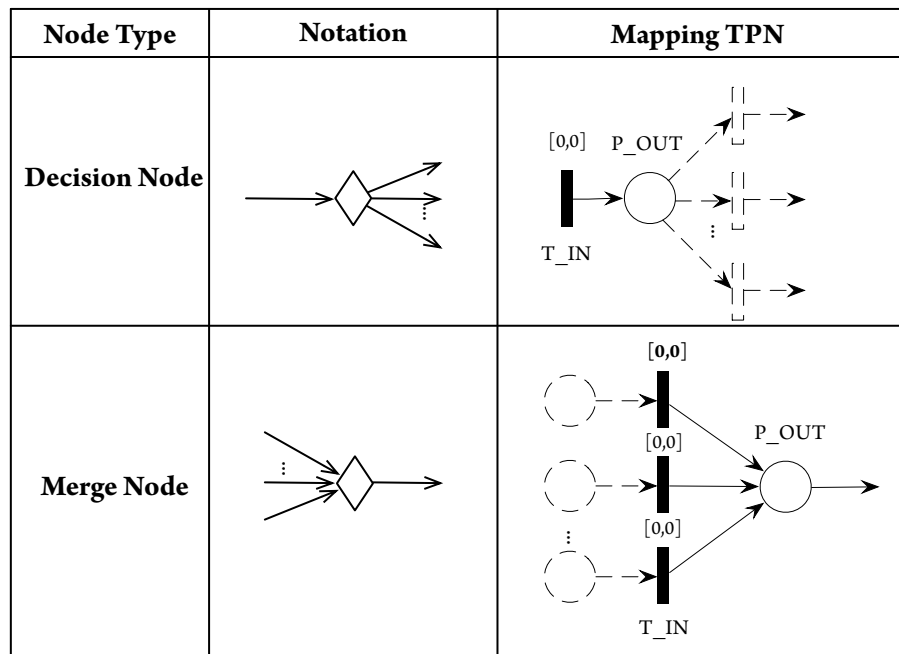 Node Type
Notation
Mapping TPN
Decision Node
...
[0,0]
P_OUT
T_IN
...
Merge Node
...
[0,0]
[0,0]
[0,0]
P_OUT
...
T_IN